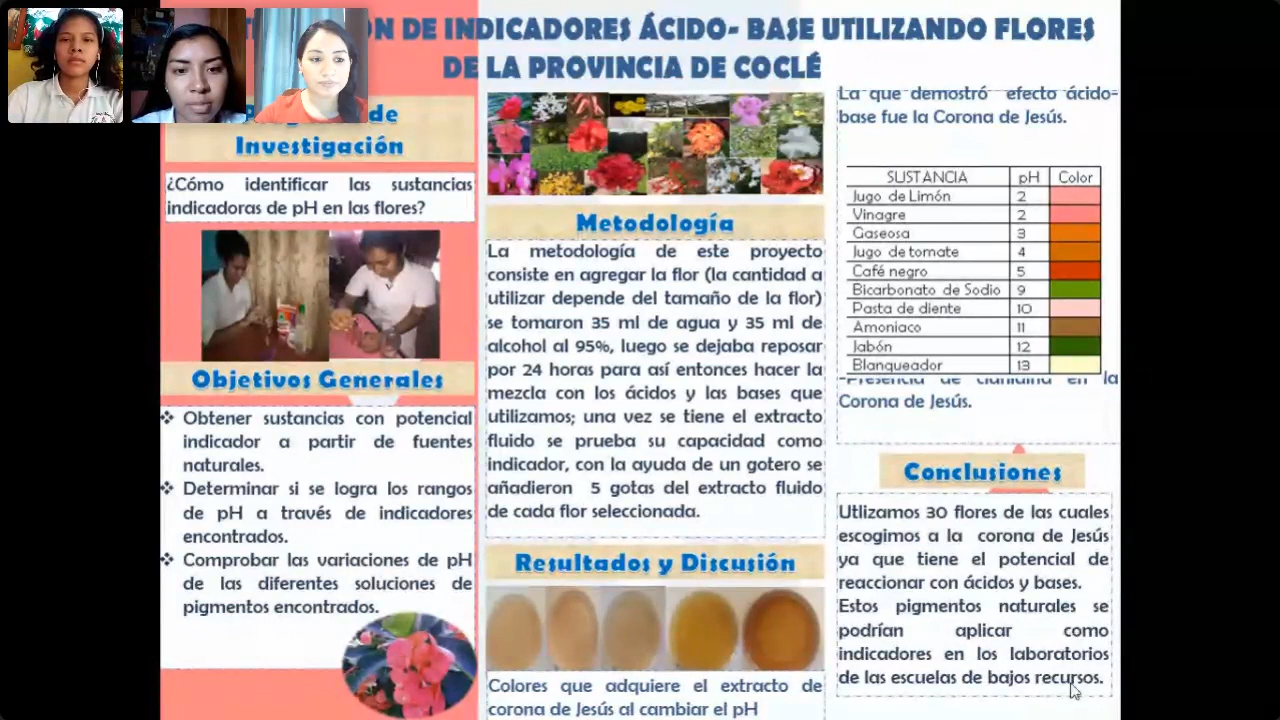 ÓN DE INDICADORES ÁCIDO- BASE UTILIZANDO FLORES
DE LA PROVINCIA DE COCLÉ
de
Investigación
¿Cómo identificar las sustancias
indicadoras de pH en las flores?
Objetivos Generales
❖ Obtener sustancias con potencial
indicador a partir de fuentes
naturales.
❖ Determinar si se logra los rangos
de pH a través de indicadores
encontrados.
❖ Comprobar las variaciones de pH
de las diferentes soluciones de
pigmentos encontrados.
Metodología
La metodología de este proyecto
consiste en agregar la flor (la cantidad a
utilizar depende del tamaño de la flor)
se tomaron 35 ml de agua y 35 ml de
alcohol al 95%, luego se dejaba reposar
por 24 horas para así entonces hacer la
mezcla con los ácidos y las bases que
utilizamos; una vez se tiene el extracto
fluido se prueba su capacidad como
indicador, con la ayuda de un gotero se
añadieron 5 gotas del extracto fluido
de cada flor seleccionada.
Resultados y Discusión
Colores que adquiere el extracto de
corona de Jesús al cambiar el pH
La que demostró efecto ácido-
base fue la Corona de Jesús.
SUSTANCIA pH Color
Jugo de Limón 2
Vinagre 2
Gaseosa 3
Jugo de tomate 4
Café negro 5
Bicarbonato de Sodio 9
Pasta de diente 10
Amoniaco 11
Jabón 12
Blanqueador 13
-Presencia de cianidina en la
Corona de Jesús.
Conclusiones
Utlizamos 30 flores de las cuales
escogimos a la corona de Jesús
ya que tiene el potencial de
reaccionar con ácidos y bases.
Estos pigmentos naturales se
podrían aplicar como
indicadores en los laboratorios
de las escuelas de bajos recursos.